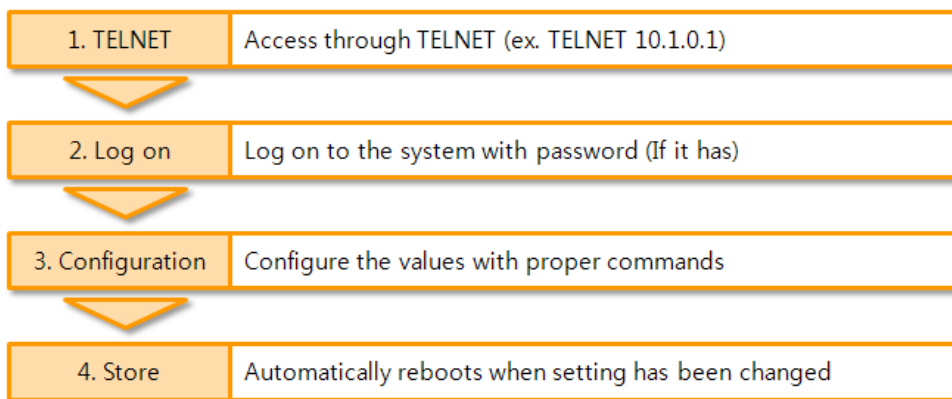 1. TELNET Access through TELNET (ex. TELNET 10.1.0.1)
2. Log on Log on to the system with password (If it has)
3. Configuration Configure the values with proper commands
4. Store Automatically reboots when setting has been changed